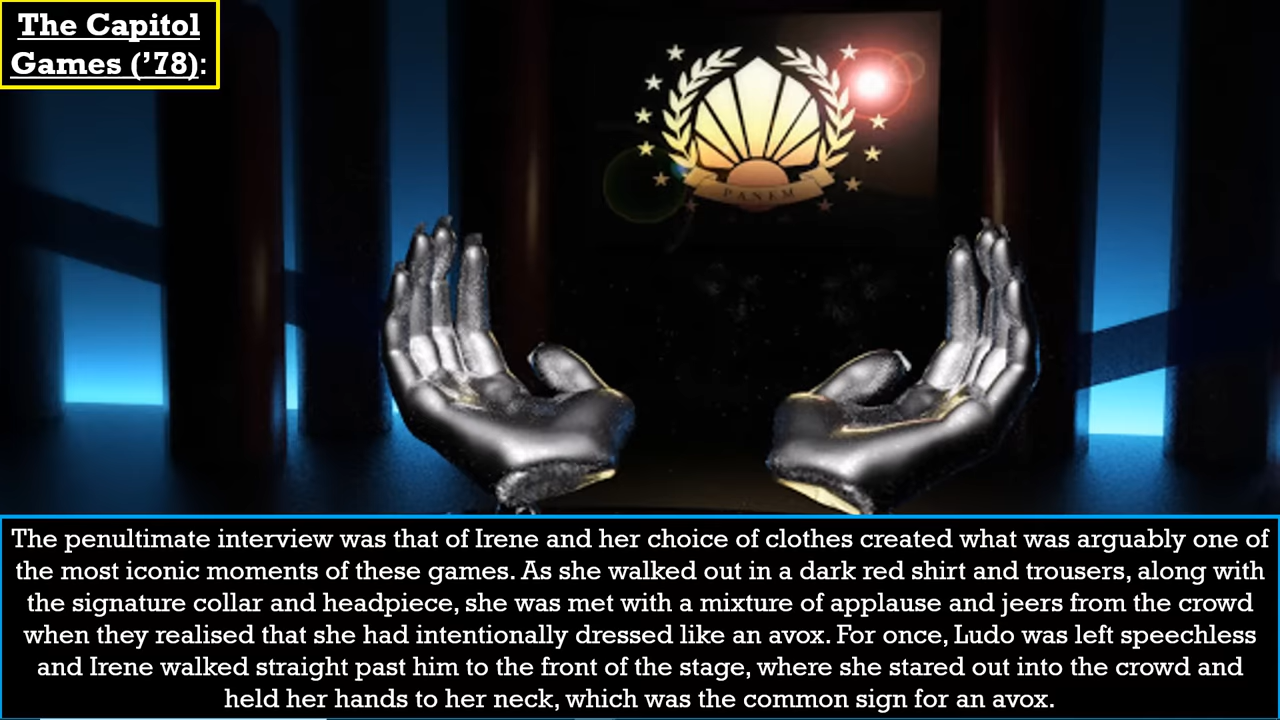 The Capitol
Games (’78):
PANEM
The penultimate interview was that of Irene and her choice of clothes created what was arguably one of
the most iconic moments of these games. As she walked out in a dark red shirt and trousers, along with
the signature collar and headpiece, she was met with a mixture of applause and jeers from the crowd
when they realised that she had intentionally dressed like an avox. For once, Ludo was left speechless
and Irene walked straight past him to the front of the stage, where she stared out into the crowd and
held her hands to her neck, which was the common sign for an avox.